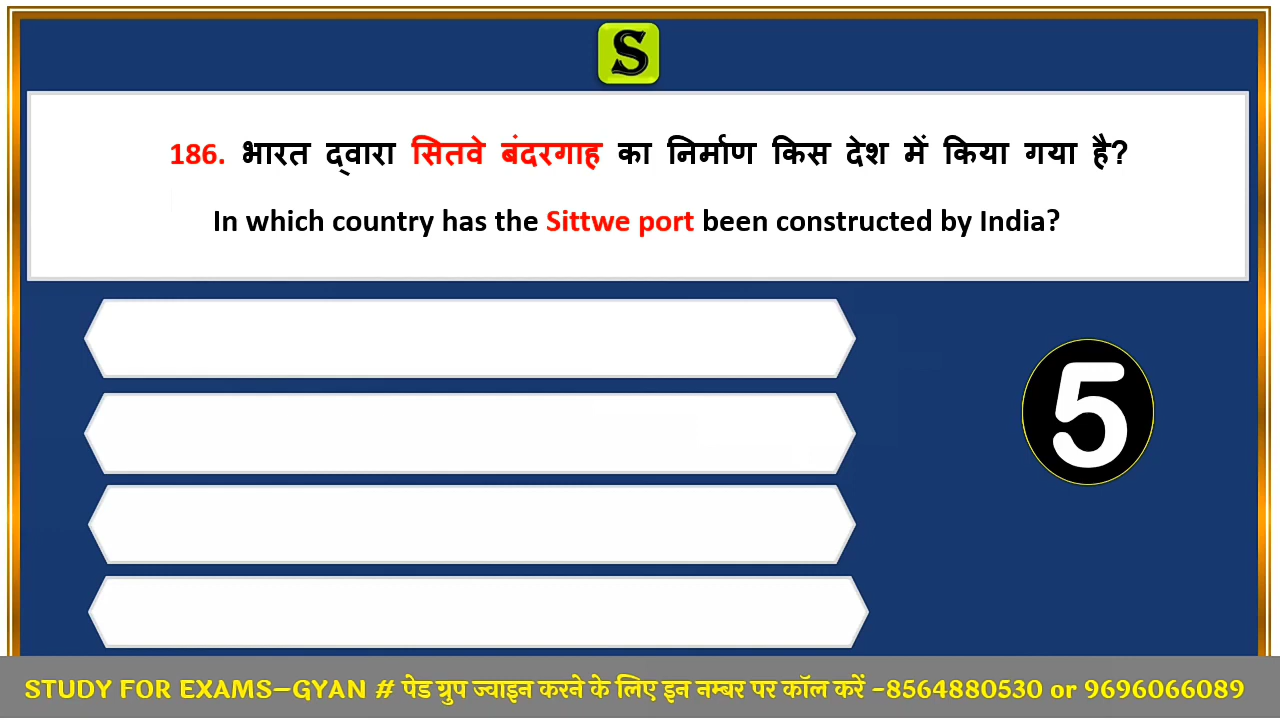 S
186. भारत द्वारा सितवे बंदरगाह का निर्माण किस देश में किया गया है?
In which country has the Sittwe port been constructed by India?
5
STUDY FOR EXAMS-GYAN # पेड ग्रुप ज्वाइन करने के लिए इन नम्बर पर कॉल करें -8564880530 or 9696066089